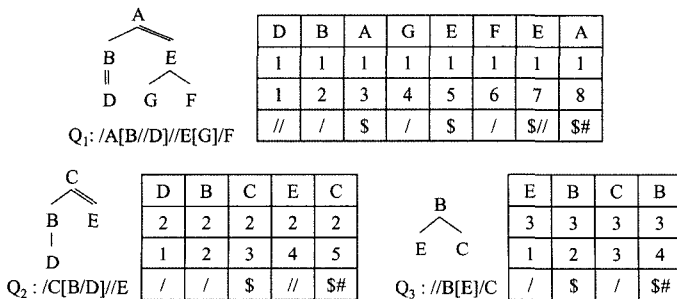 A
B E
D G F
Q1: /A[B//D]//E[G]/F
D B A G E F E A
1 1 1 1 1 1 1 1
1 2 3 4 5 6 7 8
// / $ / $ / $// $#
C
B E
D
Q2 : /C[B/D]//E
D B C E C
2 2 2 2 2
1 2 3 4 5
/ / $ // $#
B
E C
Q3 : //B[E]/C
E B C B
3 3 3 3
1 2 3 4
/ $ / $#